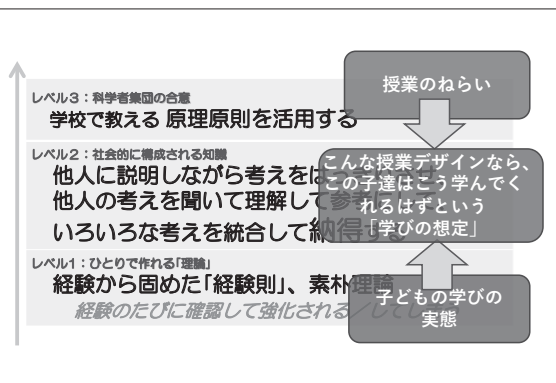 レベル3：科学者集団の合意
学校で教える 原理原則を活用する
レベル2：社会的に構成される知識
他人に説明しながら考えを
他人の考えを聞いて理解して
いろいろな考えを統合して納得する
レベル1：ひとりで作れる「理論」
経験から固めた「経験則」、素朴理論
経験のたびに確認して強化される
授業のねらい
こんな授業デザインなら、
この子達はこう学んでく
れるはずという
「学びの想定」
子どもの学びの
実態